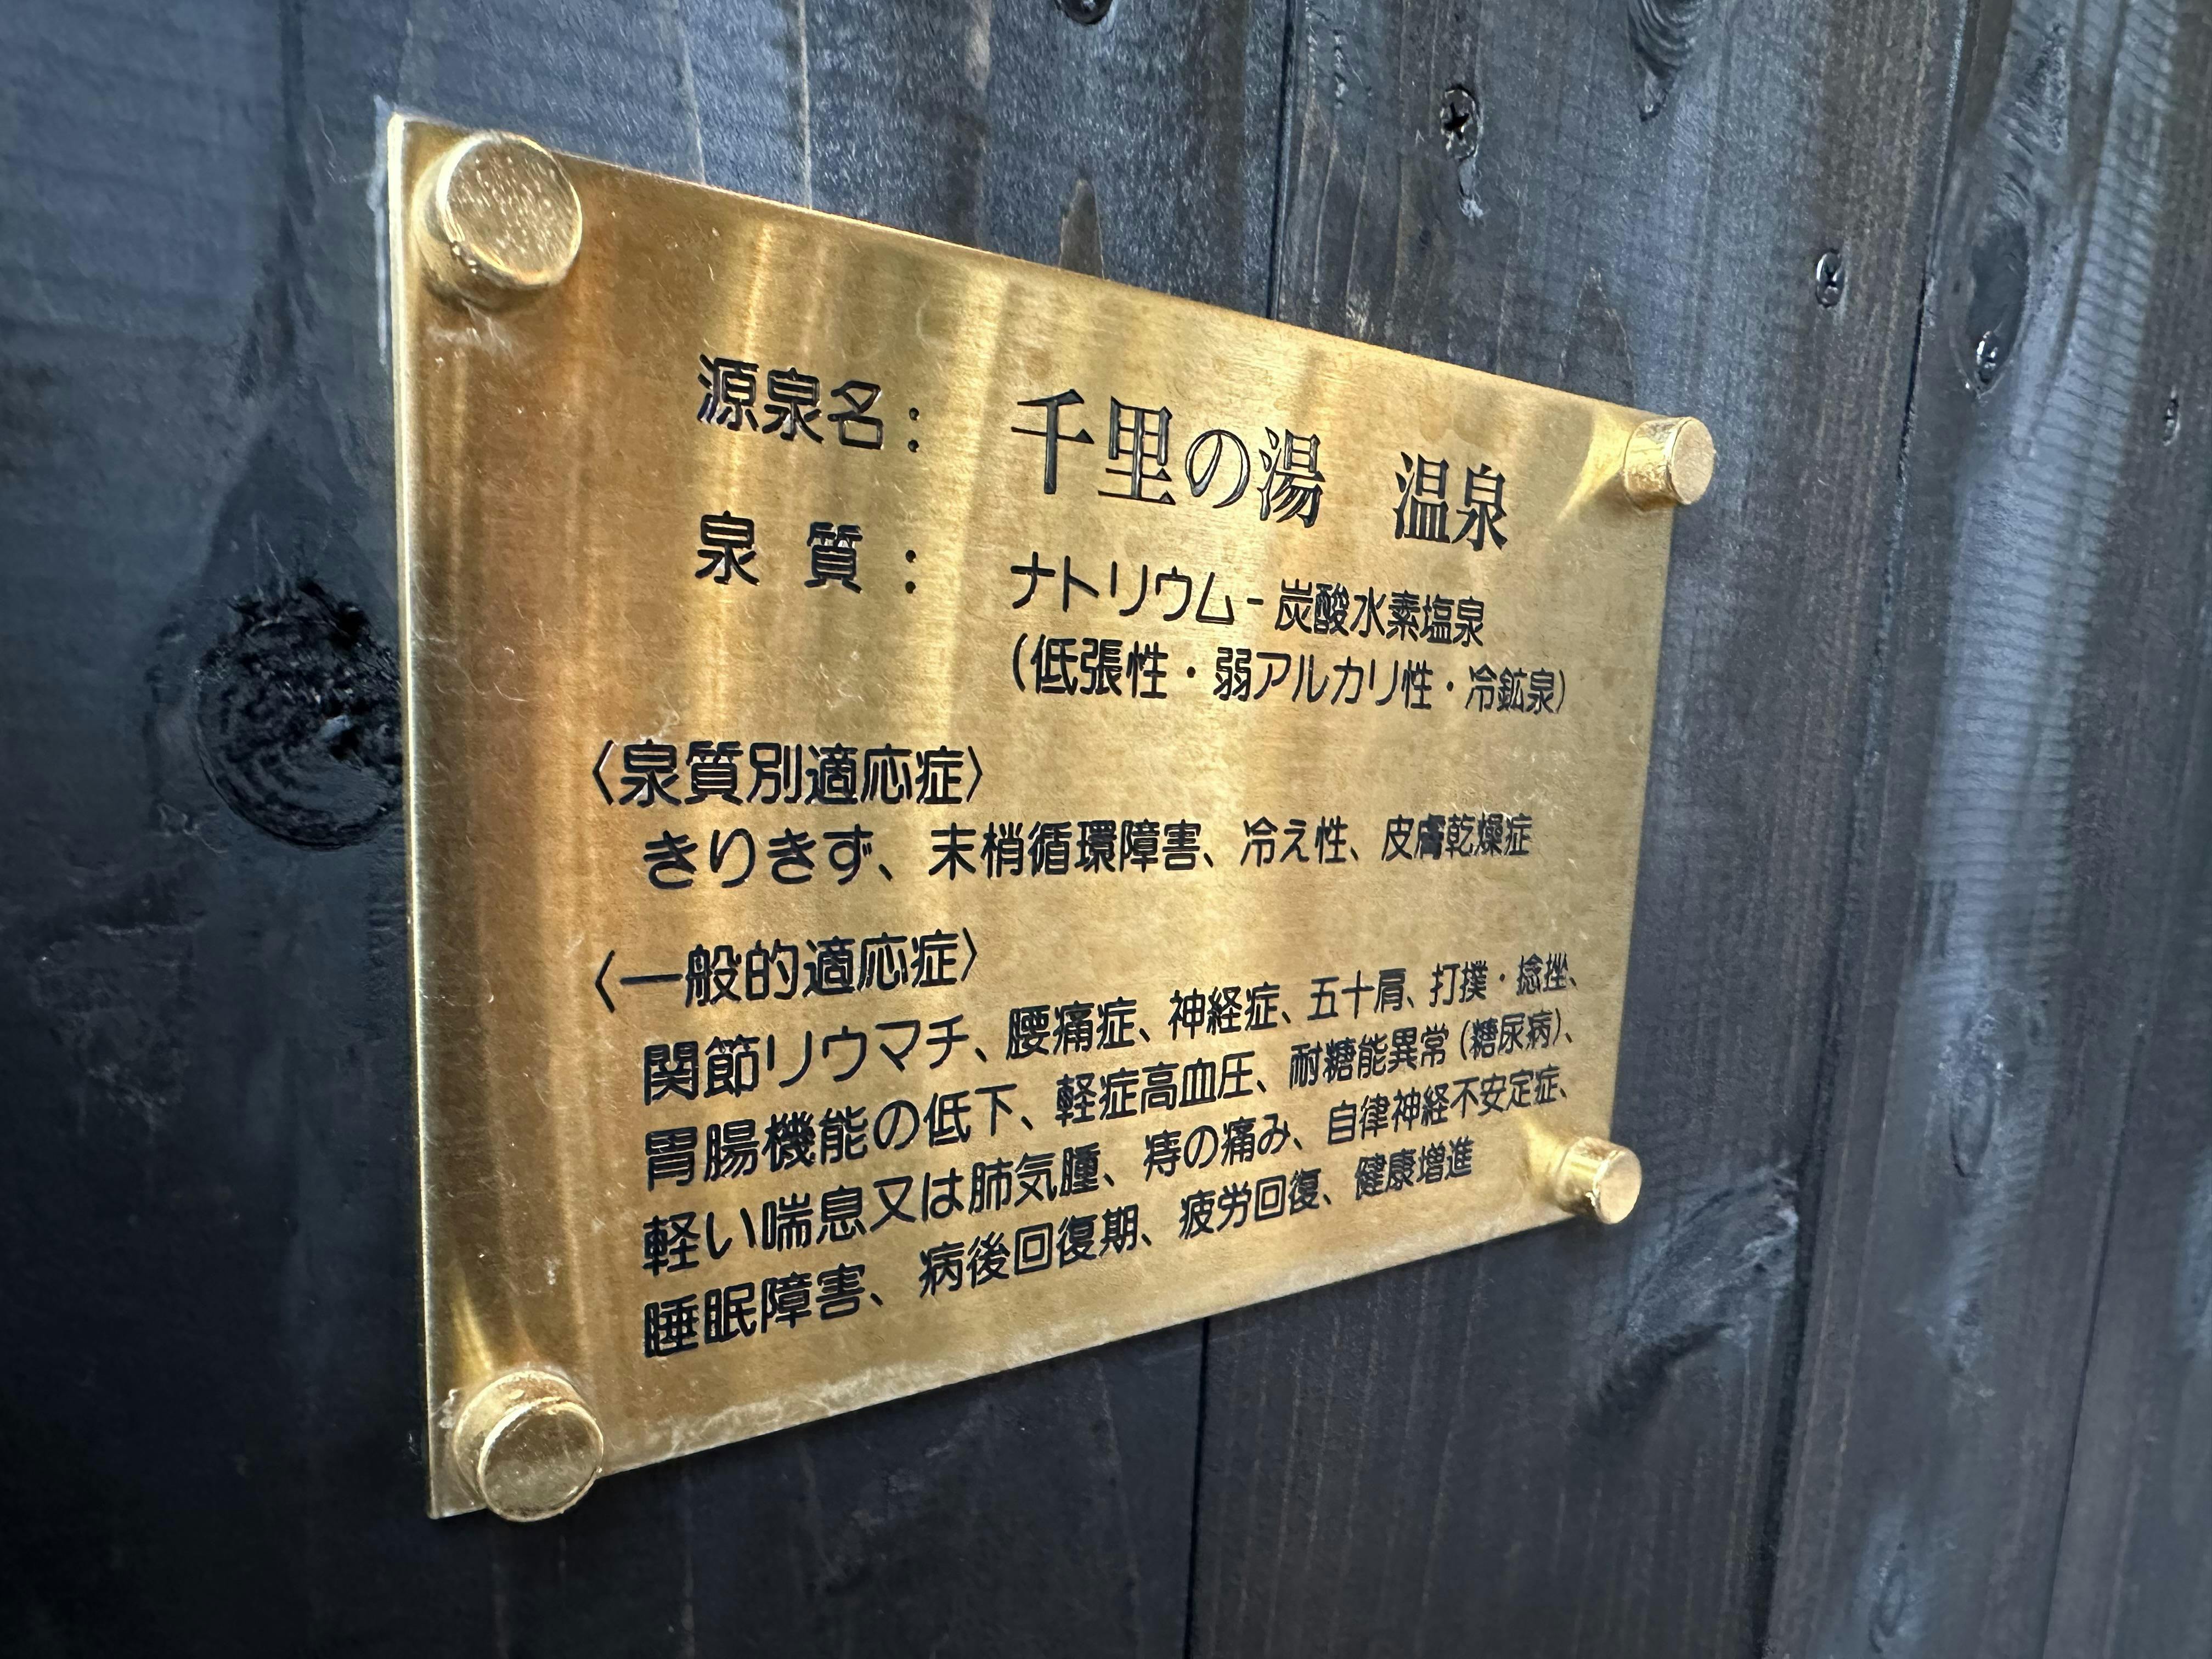 源泉名： 千里の湯　温泉
泉 質： ナトリウム－炭酸水素塩泉
（低張性・弱アルカリ性・冷鉱泉）
〈泉質別適応症〉
きりきず、末梢循環障害、冷え性、皮膚乾燥症
〈一般的適応症〉
関節リウマチ、腰痛症、神経症、五十肩、打撲・捻挫、
胃腸機能の低下、軽症高血圧、耐糖能異常（糖尿病）、
軽い喘息又は肺気腫、痔の痛み、自律神経不安定症、
睡眠障害、病後回復期、疲労回復、健康増進